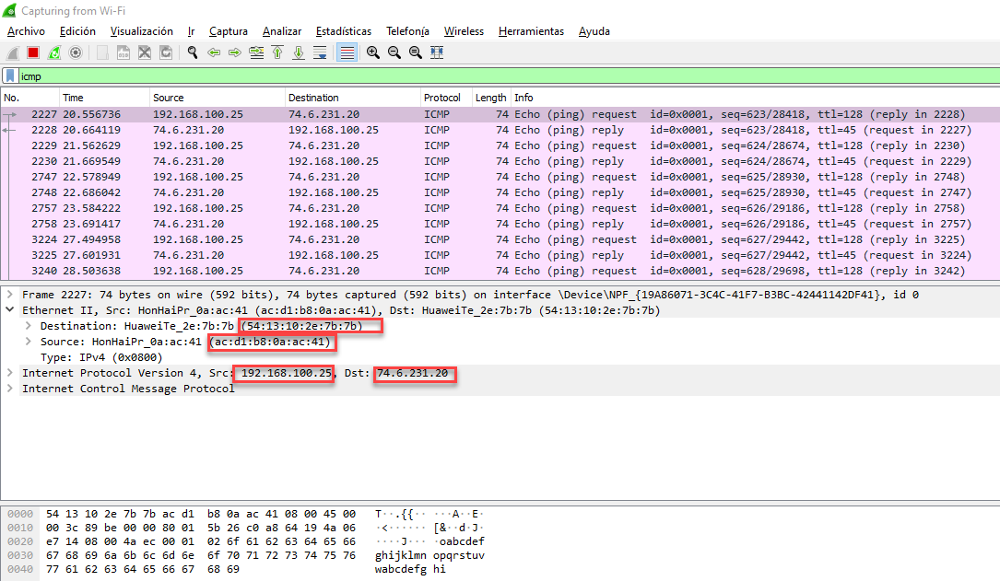 Capturing from Wi-Fi
Archivo Edición Visualización Ir Captura Analizar Estadísticas Telefonía Wireless Herramientas Ayuda
icmp
No. Time Source Destination Protocol Length Info
2227 20.556736 192.168.100.25 74.6.231.20 ICMP 74 Echo (ping) request id=0x0001, seq=623/28418, ttl=128 (reply in 2228)
2228 20.664119 74.6.231.20 192.168.100.25 ICMP 74 Echo (ping) reply id=0x0001, seq=623/28418, ttl=45 (request in 2227)
2229 21.562629 192.168.100.25 74.6.231.20 ICMP 74 Echo (ping) request id=0x0001, seq=624/28674, ttl=128 (reply in 2230)
2230 21.669549 74.6.231.20 192.168.100.25 ICMP 74 Echo (ping) reply id=0x0001, seq=624/28674, ttl=45 (request in 2229)
2747 22.578949 192.168.100.25 74.6.231.20 ICMP 74 Echo (ping) request id=0x0001, seq=625/28930, ttl=128 (reply in 2748)
2748 22.686042 74.6.231.20 192.168.100.25 ICMP 74 Echo (ping) reply id=0x0001, seq=625/28930, ttl=45 (request in 2747)
2757 23.584222 192.168.100.25 74.6.231.20 ICMP 74 Echo (ping) request id=0x0001, seq=626/29186, ttl=128 (reply in 2758)
2758 23.691417 74.6.231.20 192.168.100.25 ICMP 74 Echo (ping) reply id=0x0001, seq=626/29186, ttl=45 (request in 2757)
3224 27.494958 192.168.100.25 74.6.231.20 ICMP 74 Echo (ping) request id=0x0001, seq=627/29442, ttl=128 (reply in 3225)
3225 27.601931 74.6.231.20 192.168.100.25 ICMP 74 Echo (ping) reply id=0x0001, seq=627/29442, ttl=45 (request in 3224)
3240 28.503638 192.168.100.25 74.6.231.20 ICMP 74 Echo (ping) request id=0x0001, seq=628/29698, ttl=128 (reply in 3242)
Frame 2227: 74 bytes on wire (592 bits), 74 bytes captured (592 bits) on interface \Device\NPF_{19A86071-3C4C-41F7-B3BC-42441142DF41}, id 0
Ethernet II, Src: HonHaiPr_0a:ac:41 (ac:d1:b8:0a:ac:41), Dst: HuaweiTe_2e:7b:7b (54:13:10:2e:7b:7b)
Destination: HuaweiTe_2e:7b:7b (54:13:10:2e:7b:7b)
Source: HonHaiPr_0a:ac:41 (ac:d1:b8:0a:ac:41)
Type: IPv4 (0x0800)
Internet Protocol Version 4, Src: 192.168.100.25, Dst: 74.6.231.20
Internet Control Message Protocol
0000 54 13 10 2e 7b 7b ac d1 b8 0a ac 41 08 00 45 00 T··.{{·· ···A··E·
0010 00 3c 89 be 00 00 80 01 5b 26 c0 a8 64 19 4a 06 ·<······ [&··d·J·
0020 e7 14 08 00 4a ec 00 01 02 6f 61 62 63 64 65 66 ····J··· ·oabcdef
0030 67 68 69 6a 6b 6c 6d 6e 6f 70 71 72 73 74 75 76 ghijklmn opqrstuv
0040 77 61 62 63 64 65 66 67 68 69 wabcdefg hi